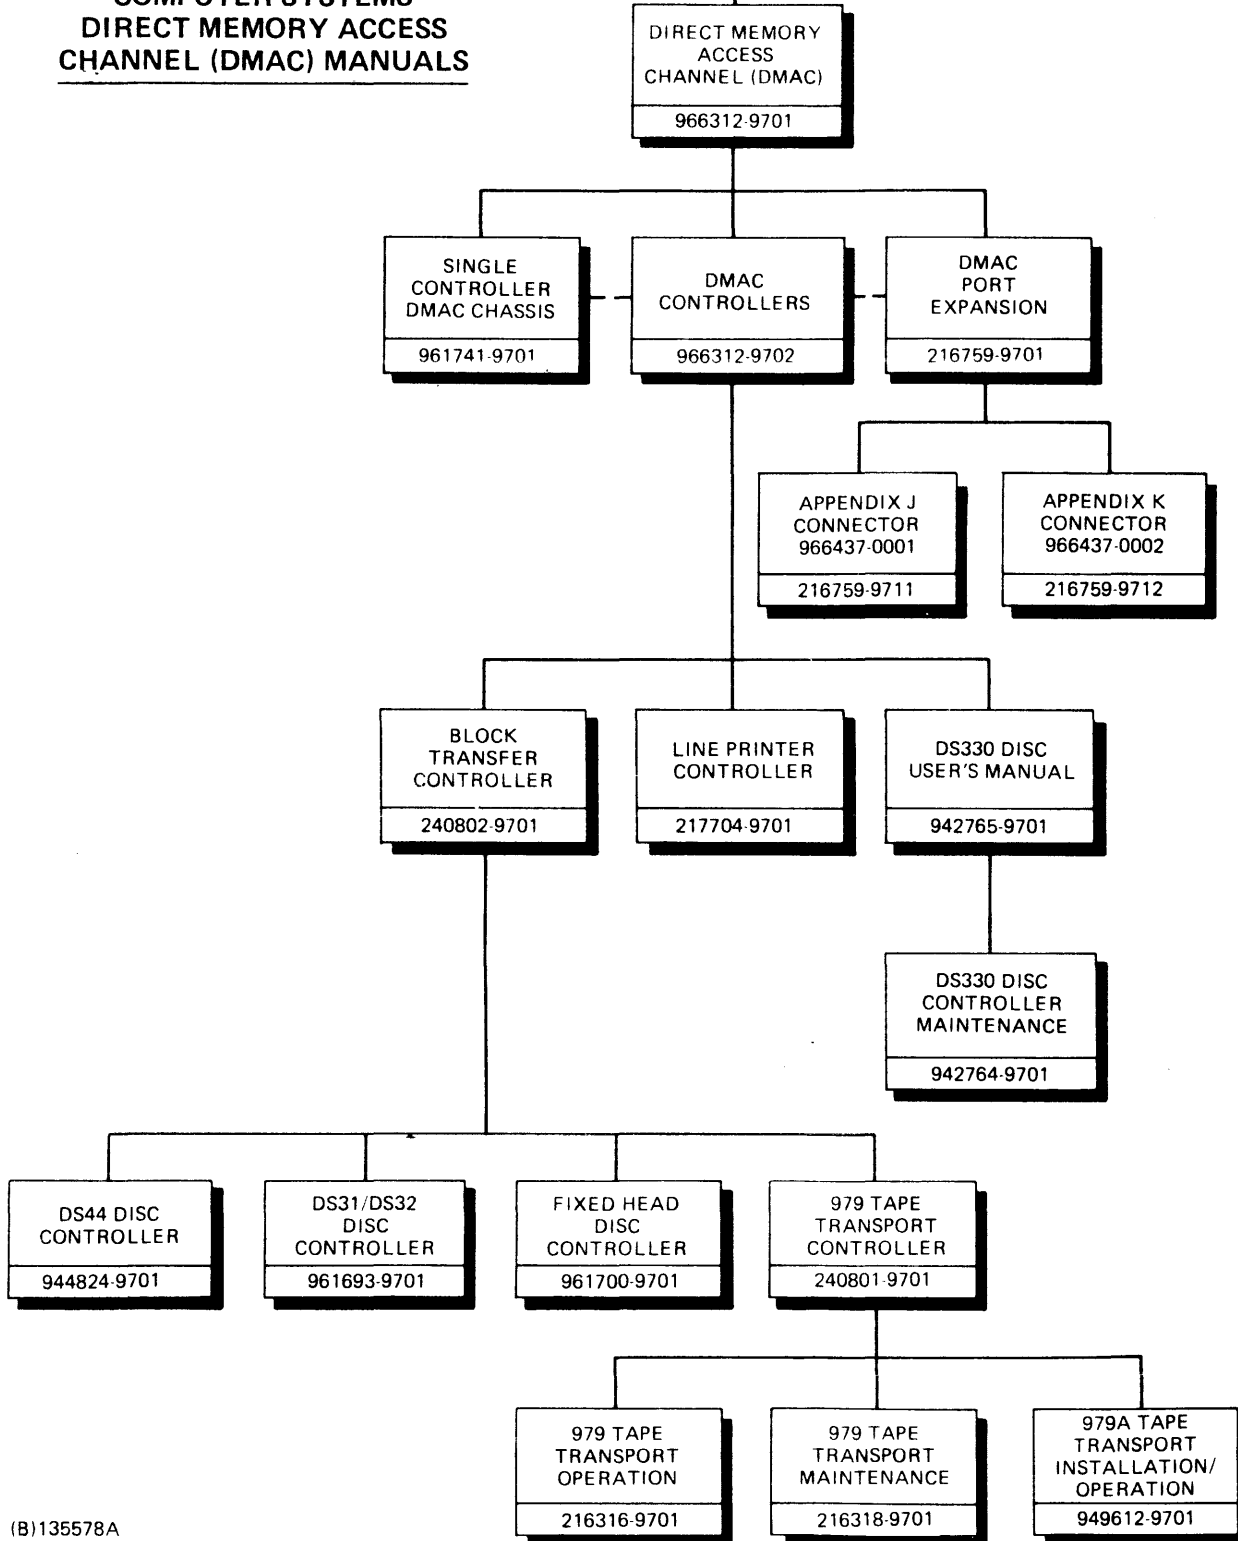 COMPUTER SYSTEMS
DIRECT MEMORY ACCESS
CHANNEL (DMAC) MANUALS
DIRECT MEMORY
ACCESS
CHANNEL (DMAC)
966312-9701
SINGLE
CONTROLLER
DMAC CHASSIS
961741-9701
DMAC
CONTROLLERS
966312-9702
DMAC
PORT
EXPANSION
216759-9701
APPENDIX J
CONNECTOR
966437-0001
216759-9711
APPENDIX K
CONNECTOR
966437-0002
216759-9712
BLOCK
TRANSFER
CONTROLLER
240802-9701
LINE PRINTER
CONTROLLER
217704-9701
DS330 DISC
USER'S MANUAL
942765-9701
DS330 DISC
CONTROLLER
MAINTENANCE
942764-9701
DS44 DISC
CONTROLLER
944824-9701
DS31/DS32
DISC
CONTROLLER
961693-9701
FIXED HEAD
DISC
CONTROLLER
961700-9701
979 TAPE
TRANSPORT
CONTROLLER
240801-9701
979 TAPE
TRANSPORT
OPERATION
216316-9701
979 TAPE
TRANSPORT
MAINTENANCE
216318-9701
979A TAPE
TRANSPORT
INSTALLATION/
OPERATION
949612-9701
(B)135578A